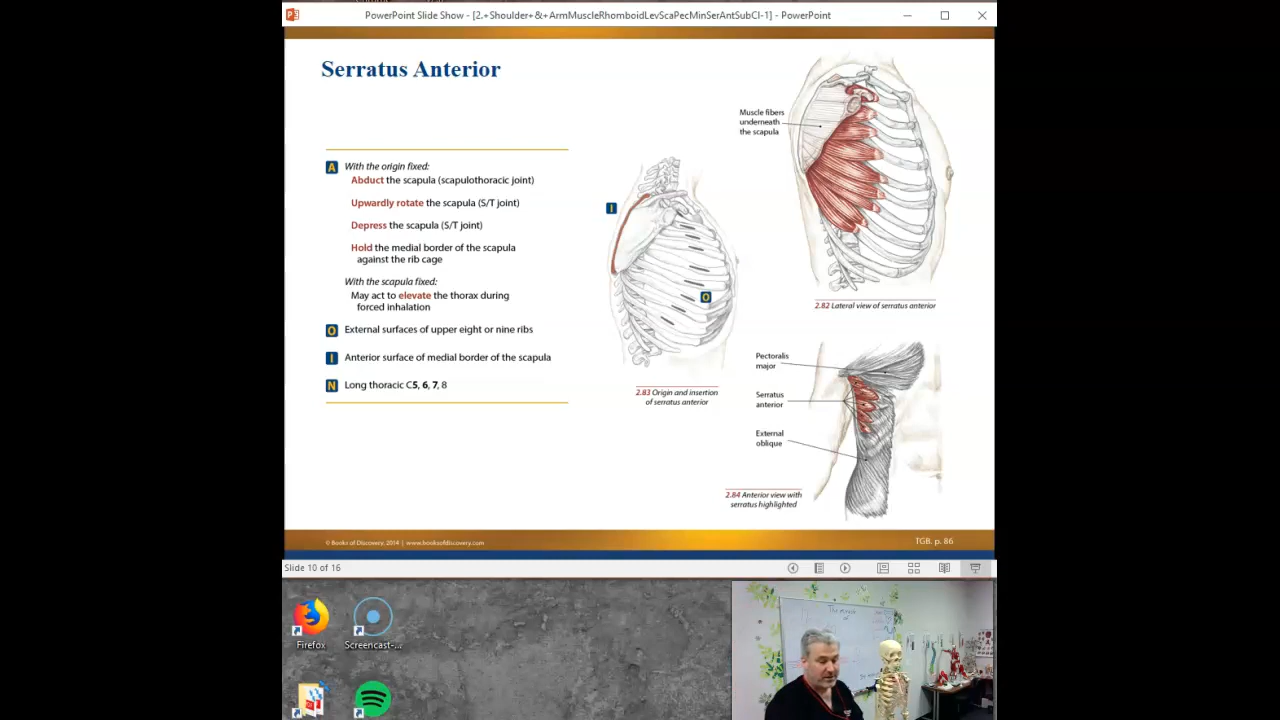 PowerPoint Slide Show - [2.+Shoulder+&+ArmMuscleRhomboidLevScaPecMinSerAntSubCl-1] - PowerPoint
Serratus Anterior
A With the origin fixed:
Abduct the scapula (scapulothoracic joint)
Upwardly rotate the scapula (S/T joint)
Depress the scapula (S/T joint)
Hold the medial border of the scapula
against the rib cage
With the scapula fixed:
May act to elevate the thorax during
forced inhalation
O External surfaces of upper eight or nine ribs
I Anterior surface of medial border of the scapula
N Long thoracic C5, 6, 7, 8
I
O
2.83 Origin and insertion
of serratus anterior
Muscle fibers
underneath
the scapula
2.82 Lateral view of serratus anterior
Pectoralis
major
Serratus
anterior
External
oblique
2.84 Anterior view with
serratus highlighted
© Books of Discovery, 2014 | www.booksofdiscovery.com
TGB. p. 86
Slide 10 of 16
Firefox
Screencast-...